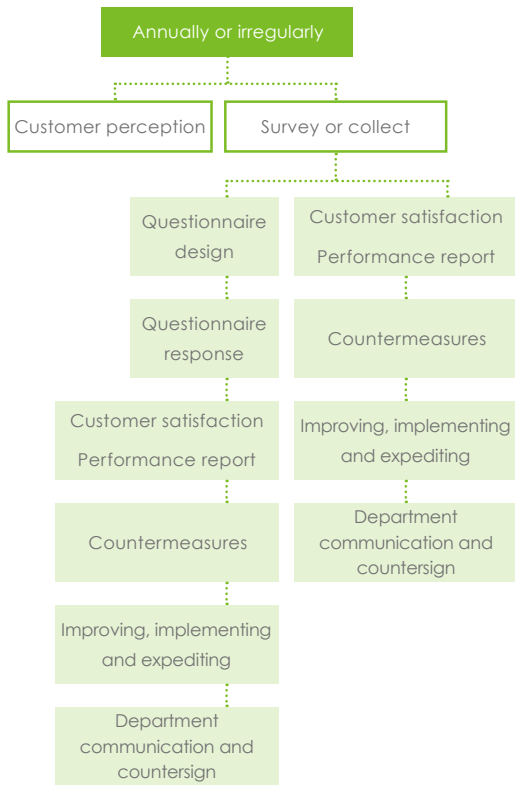 Annually or irregularly
Customer perception
Survey or collect
Questionnaire
design
Questionnaire
response
Customer satisfaction
Performance report
Countermeasures
Improving, implementing
and expediting
Department
communication and
countersign
Customer satisfaction
Performance report
Countermeasures
Improving, implementing
and expediting
Department
communication and
countersign